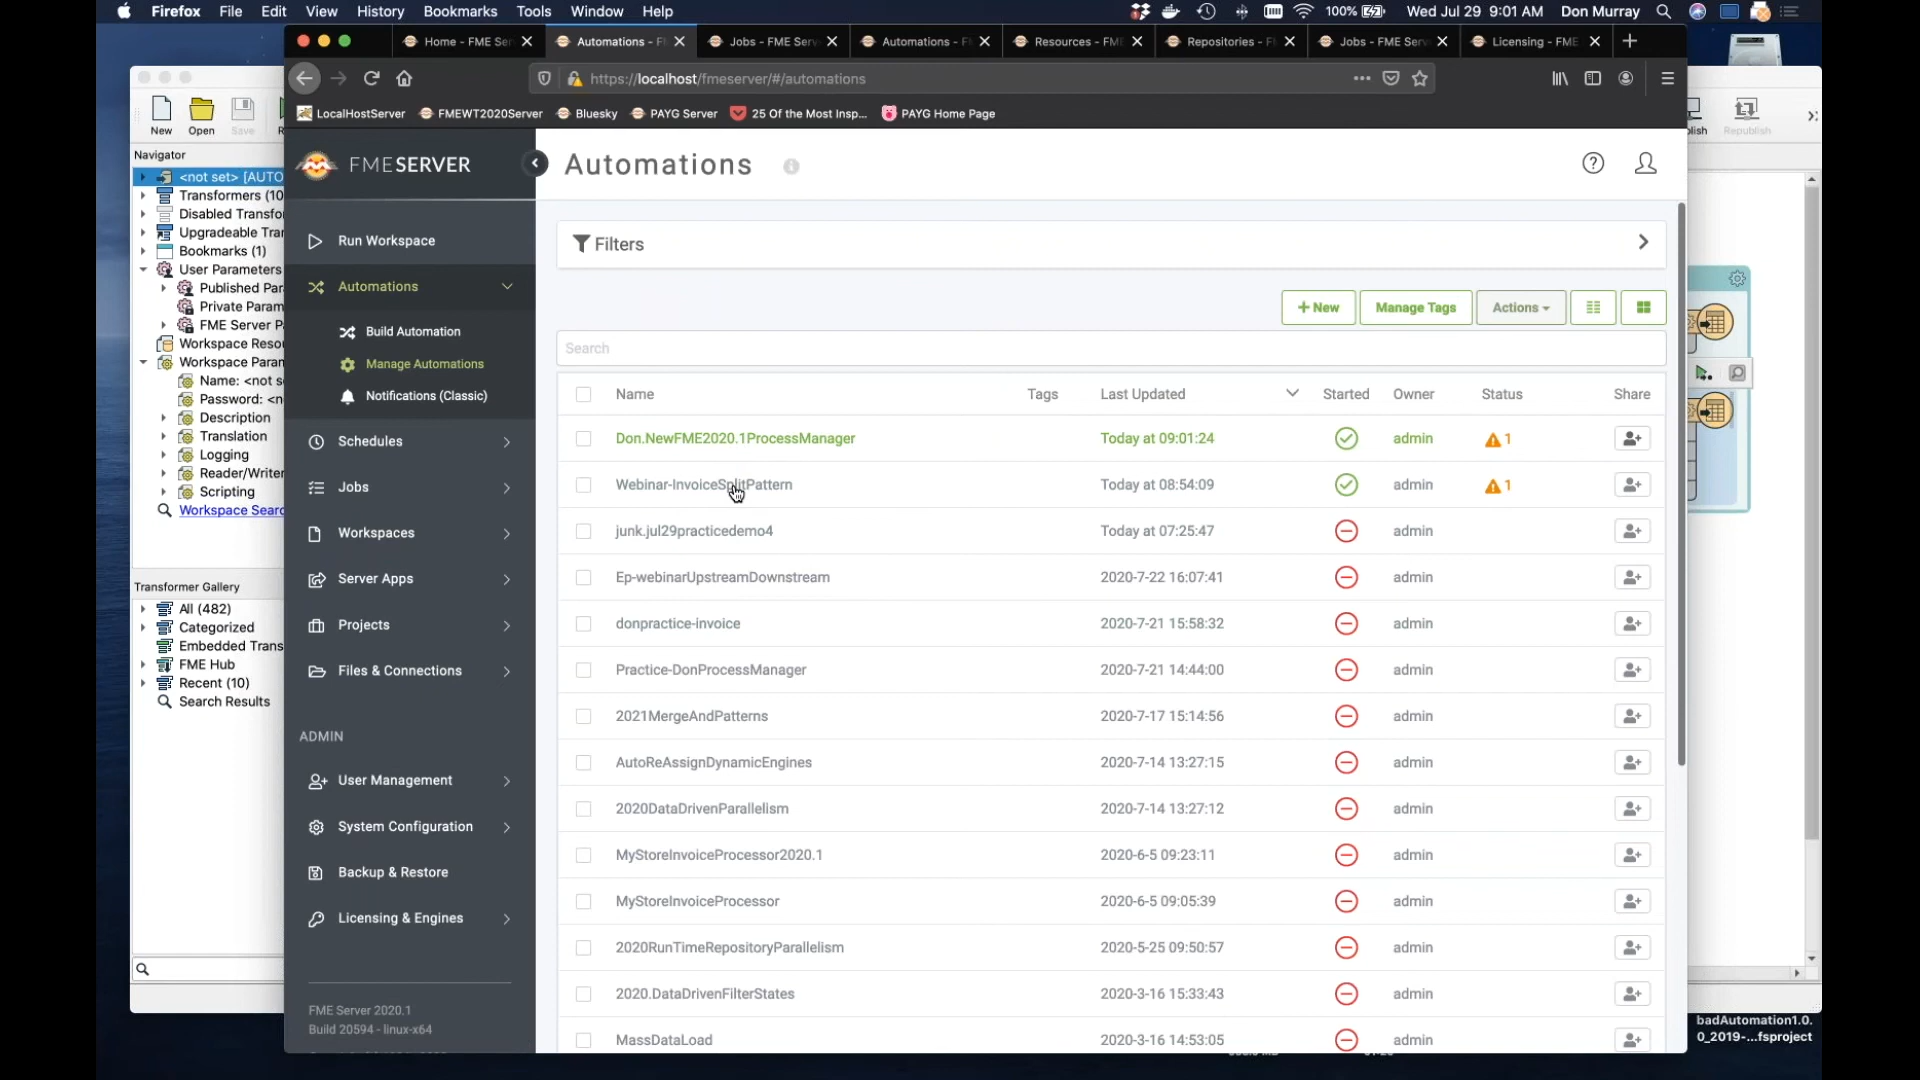 Firefox File Edit View History Bookmarks Tools Window Help 100% Wed Jul 29 9:01 AM Don Murray
Home - FME Ser Automations - F Jobs - FME Serv Automations - F Resources - FM Repositories - F Jobs - FME Serv Licensing - FME
https://localhost/fmeserver/#/automations
LocalHostServer FMEWT2020Server Bluesky PAYG Server 25 Of the Most Insp... PAYG Home Page
New Open Save
Republish
Navigator
<not set> [AUTO
Transformers (10
Disabled Transfo
Upgradeable Tra
Bookmarks (1)
User Parameters
Published Par
Private Param
FME Server P
Workspace Reso
Workspace Param
Name: <not s
Password: <n
Description
Translation
Logging
Reader/Writer
Scripting
Workspace Searc
Transformer Gallery
All (482)
Categorized
Embedded Trans
FME Hub
Recent (10)
Search Results
FMESERVER
Run Workspace
Automations
Build Automation
Manage Automations
Notifications (Classic)
Schedules
Jobs
Workspaces
Server Apps
Projects
Files & Connections
ADMIN
User Management
System Configuration
Backup & Restore
Licensing & Engines
FME Server 2020.1
Build 20594 - linux-x64
Automations
Filters
+ New Manage Tags Actions
Search
Name Tags Last Updated Started Owner Status Share
Don.NewFME2020.1ProcessManager Today at 09:01:24 admin 1
Webinar-InvoiceSplitPattern Today at 08:54:09 admin 1
junk.jul29practicedemo4 Today at 07:25:47 admin
Ep-webinarUpstreamDownstream 2020-7-22 16:07:41 admin
donpractice-invoice 2020-7-21 15:58:32 admin
Practice-DonProcessManager 2020-7-21 14:44:00 admin
2021MergeAndPatterns 2020-7-17 15:14:56 admin
AutoReAssignDynamicEngines 2020-7-14 13:27:15 admin
2020DataDrivenParallelism 2020-7-14 13:27:12 admin
MyStoreInvoiceProcessor2020.1 2020-6-5 09:23:11 admin
MyStoreInvoiceProcessor 2020-6-5 09:05:39 admin
2020RunTimeRepositoryParallelism 2020-5-25 09:50:57 admin
2020.DataDrivenFilterStates 2020-3-16 15:33:43 admin
MassDataLoad 2020-3-16 14:53:05 admin
badAutomation1.0.
0_2019-...fsproject